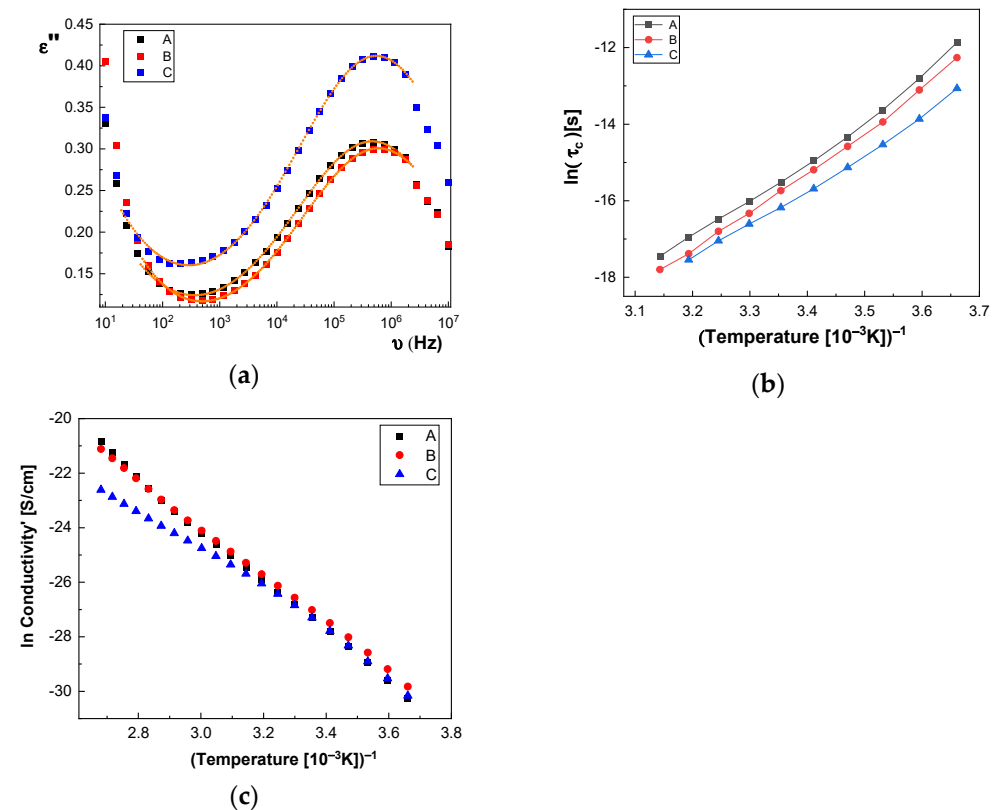 0.45
0.40
0.35
0.30
0.25
0.20
0.15
ε"
A
B
C
10¹ 10² 10³ 10⁴ 10⁵ 10⁶ 10⁷
υ (Hz)
(a)
-12
-14
-16
-18
ln(τc)[s]
A
B
C
3.1 3.2 3.3 3.4 3.5 3.6 3.7
(Temperature [10⁻³K])⁻¹
(b)
-20
-22
-24
-26
-28
-30
ln Conductivity' [S/cm]
A
B
C
2.8 3.0 3.2 3.4 3.6 3.8
(Temperature [10⁻³K])⁻¹
(c)